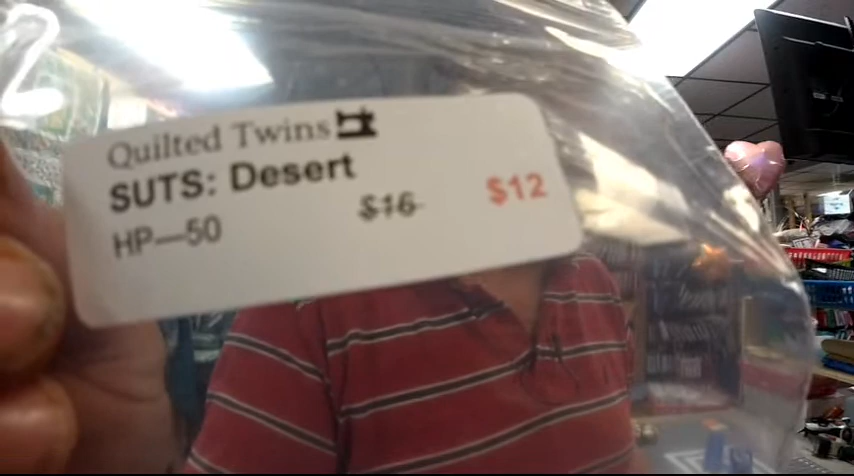 Quilted Twins
SUTS: Desert
HP—50 $16 $12